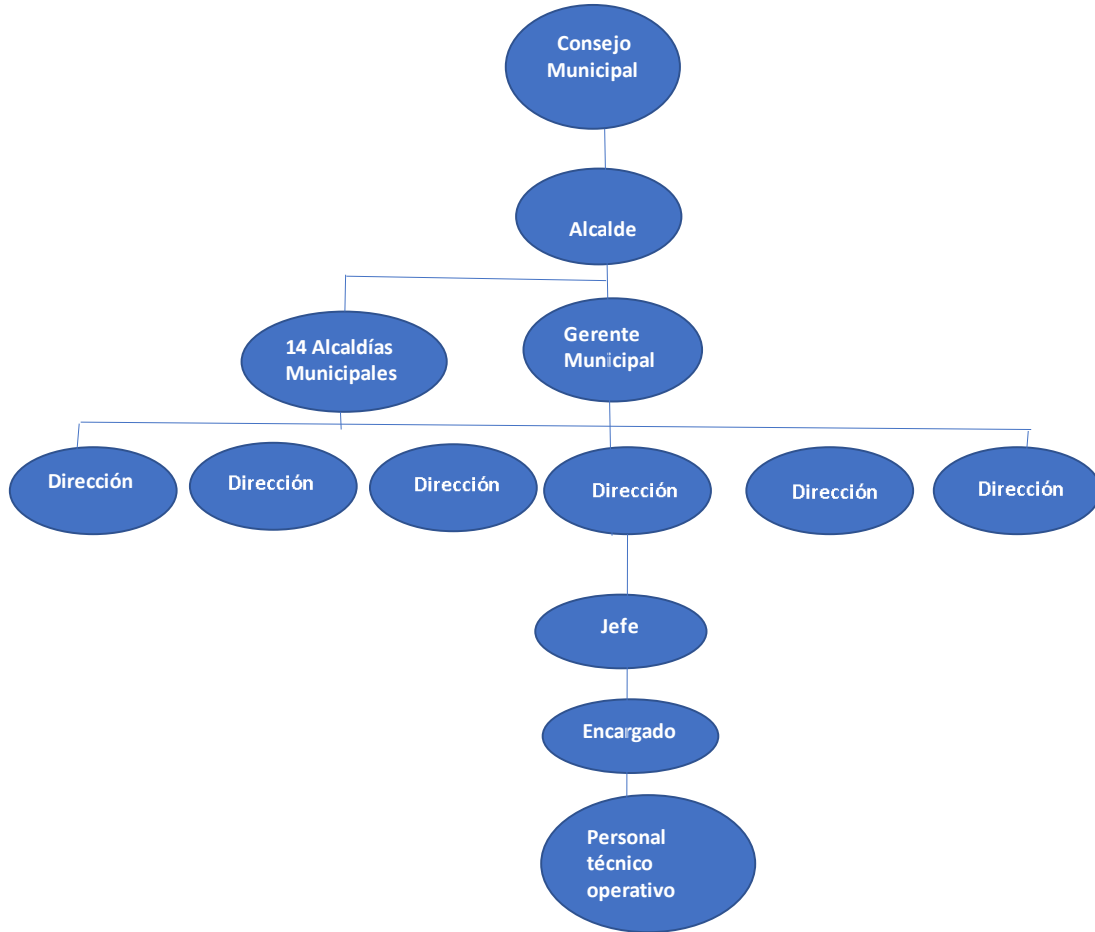 Consejo
Municipal
Alcalde
14 Alcaldías
Municipales
Gerente
Municipal
Dirección
Dirección
Dirección
Dirección
Dirección
Dirección
Jefe
Encargado
Personal
técnico
operativo